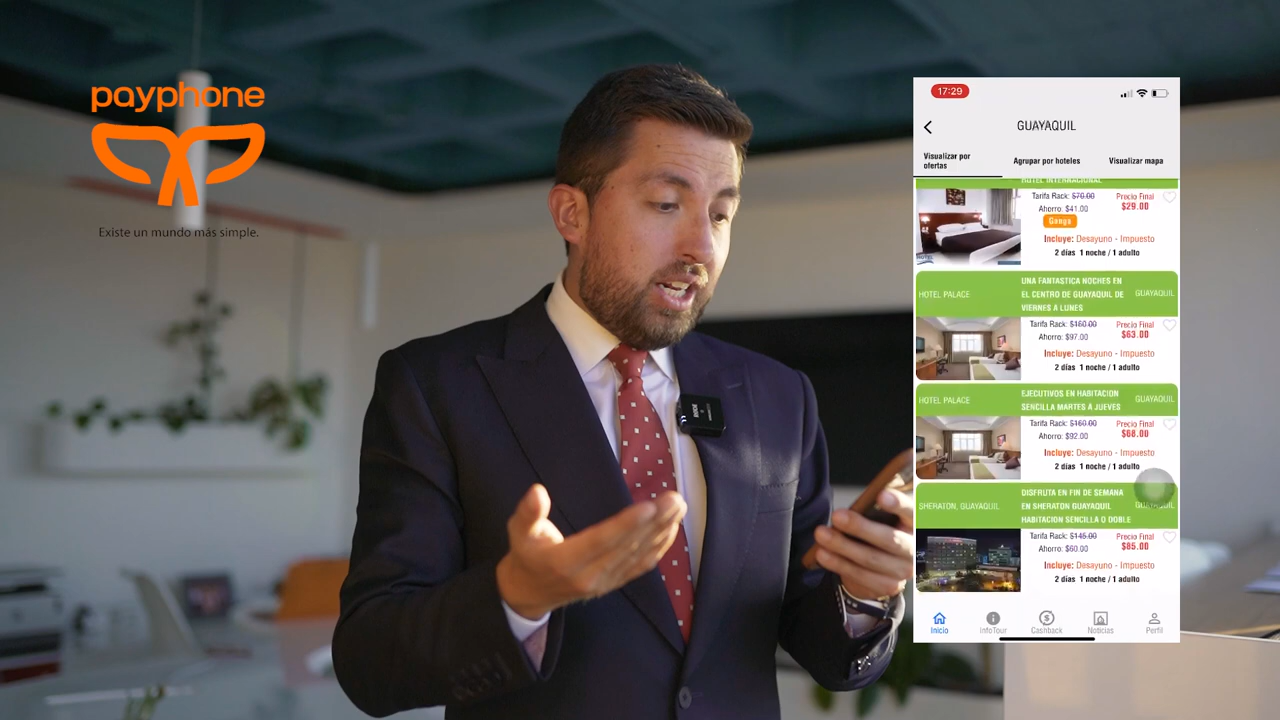 payphone
Existe un mundo más simple.
17:29
GUAYAQUIL
Visualizar por
ofertas
Agrupar por hoteles
Visualizar mapa
HOTEL INTERNACIONAL
Tarifa Rack: $70.00
Precio Final
Ahorro: $41.00
$29.00
Ganga
Incluye: Desayuno - Impuesto
2 días 1 noche / 1 adulto
HOTEL PALACE
UNA FANTASTICA NOCHES EN
EL CENTRO DE GUAYAQUIL DE
VIERNES A LUNES
GUAYAQUIL
Tarifa Rack: $160.00
Precio Final
Ahorro: $97.00
$63.00
Incluye: Desayuno - Impuesto
2 días 1 noche / 1 adulto
HOTEL PALACE
EJECUTIVOS EN HABITACION
SENCILLA MARTES A JUEVES
GUAYAQUIL
Tarifa Rack: $160.00
Precio Final
Ahorro: $92.00
$68.00
Incluye: Desayuno - Impuesto
2 días 1 noche / 1 adulto
SHERATON, GUAYAQUIL
DISFRUTA EN FIN DE SEMANA
EN SHERATON GUAYAQUIL
HABITACION SENCILLA O DOBLE
GUAYAQUIL
Tarifa Rack: $145.00
Precio Final
Ahorro: $60.00
$85.00
Incluye: Desayuno - Impuesto
2 días 1 noche / 1 adulto
Inicio
InfoTour
Cashback
Noticias
Perfil